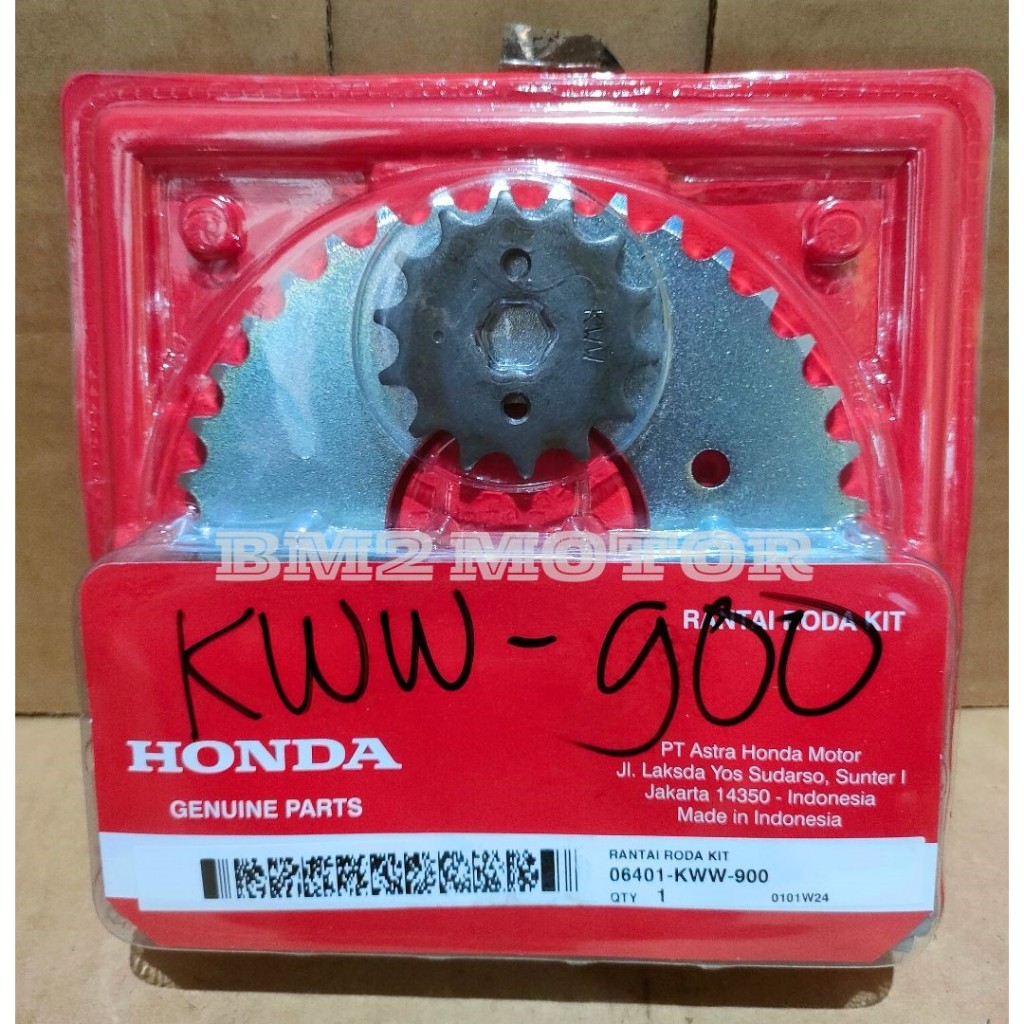 KWW
BM2 MOTOR
RANTAI RODA KIT
KWW-900
HONDA
GENUINE PARTS
PT Astra Honda Motor
Jl. Laksda Yos Sudarso, Sunter I
Jakarta 14350 - Indonesia
Made in Indonesia
RANTAI RODA KIT
06401-KWW-900
QTY 1 0101W24